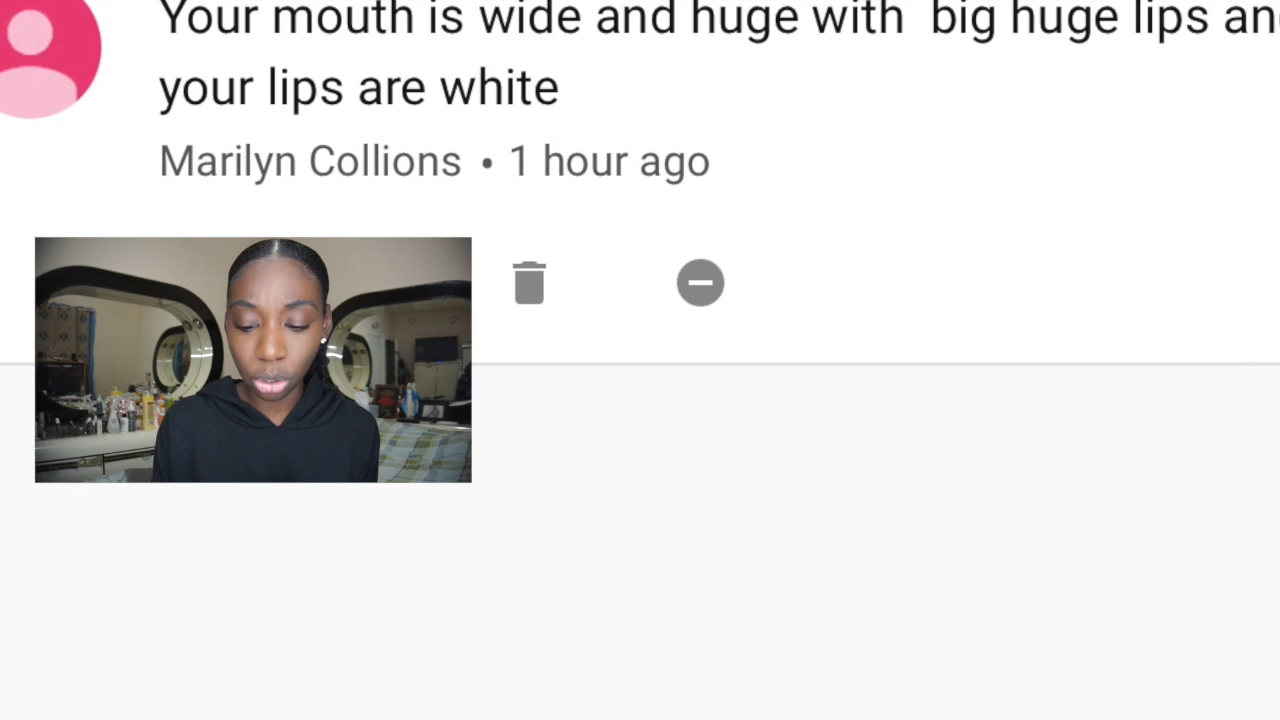 Your mouth is wide and huge with  big huge lips an
your lips are white
Marilyn Collions • 1 hour ago